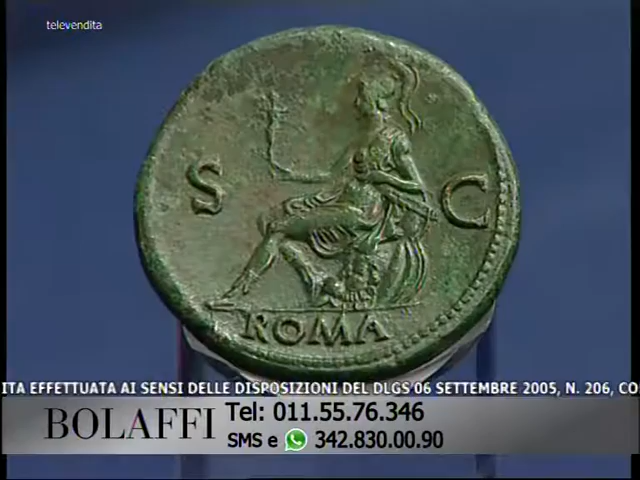 televendita
S C
ROMA
ITA EFFETTUATA AI SENSI DELLE DISPOSIZIONI DEL DLGS 06 SETTEMBRE 2005, N. 206, CO
BOLAFFI
Tel: 011.55.76.346
SMS e 342.830.00.90